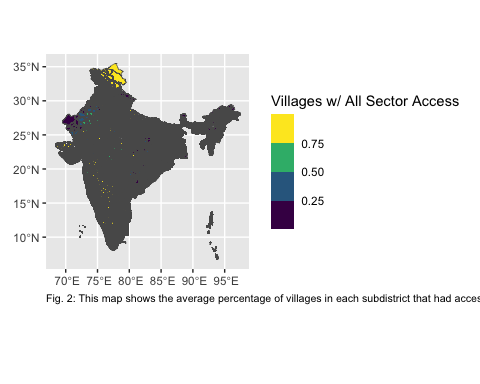 Villages w/ All Sector Access
0.75
0.50
0.25
35°N
30°N
25°N
20°N
15°N
10°N
70°E 75°E 80°E 85°E 90°E 95°E
Fig. 2: This map shows the average percentage of villages in each subdistrict that had acces